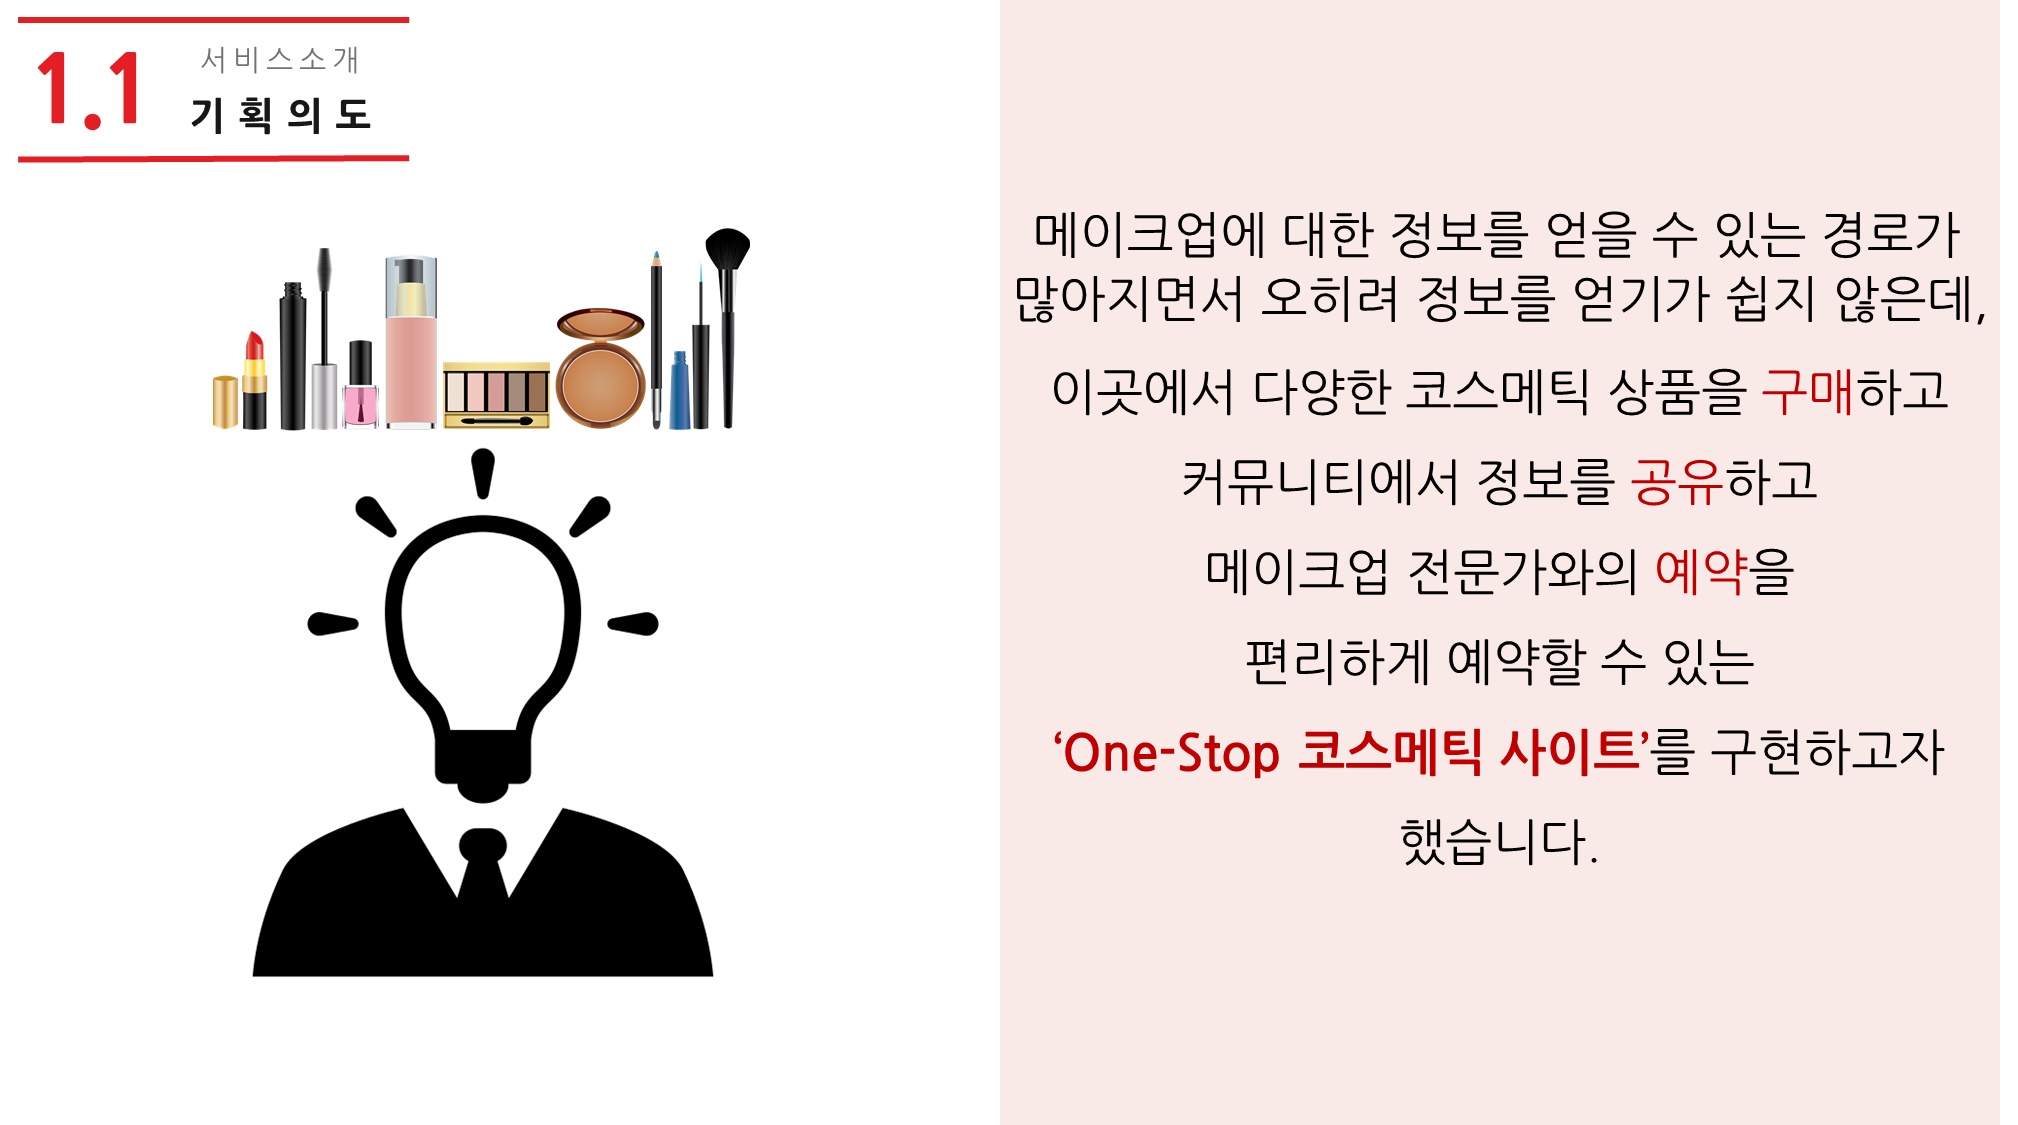 1.1
서비스소개
기획의도
메이크업에 대한 정보를 얻을 수 있는 경로가
많아지면서 오히려 정보를 얻기가 쉽지 않은데,
이곳에서 다양한 코스메틱 상품을 구매하고
커뮤니티에서 정보를 공유하고
메이크업 전문가와의 예약을
편리하게 예약할 수 있는
‘One-Stop 코스메틱 사이트’를 구현하고자
했습니다.